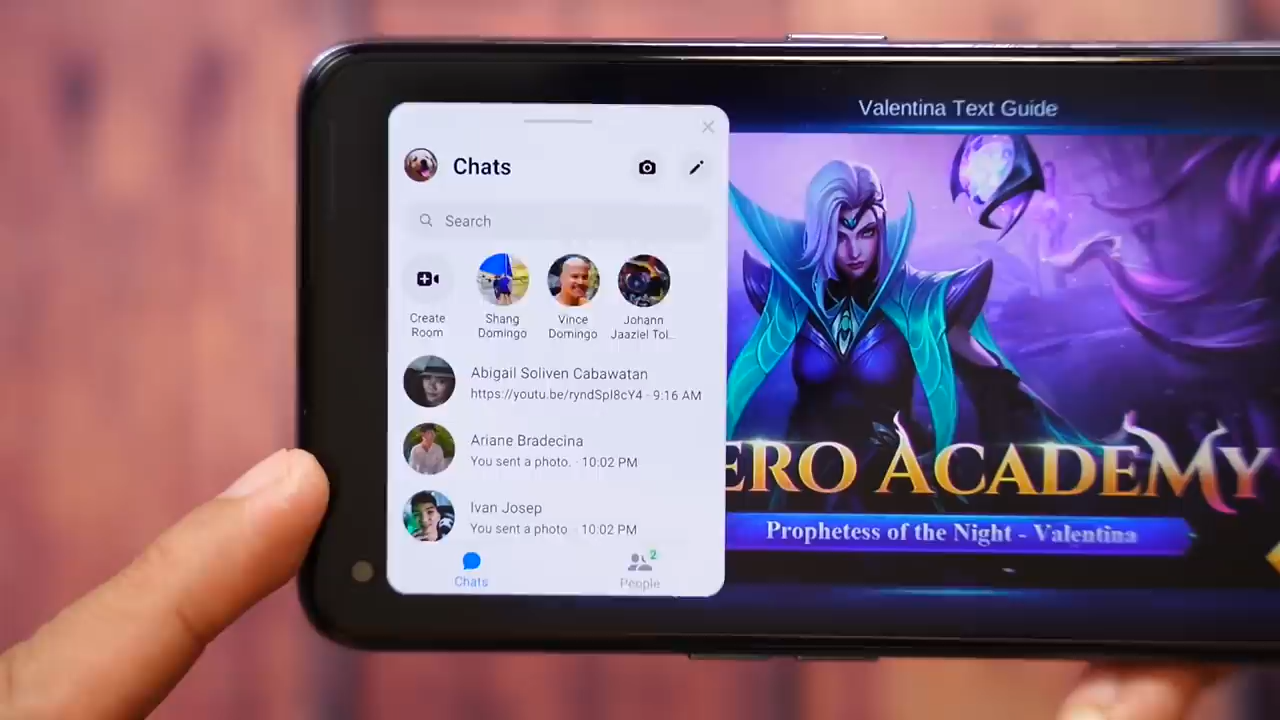 Valentina Text Guide
Chats
Search
Create
Room
Shang
Domingo
Vince
Domingo
Johann
Jaaziel Tol...
Abigail Soliven Cabawatan
https://youtu.be/ryndSpI8cY4 · 9:16 AM
Ariane Bradecina
You sent a photo. · 10:02 PM
Ivan Josep
You sent a photo · 10:02 PM
Chats
2
People
ERO ACADEMY
Prophetess of the Night - Valentina